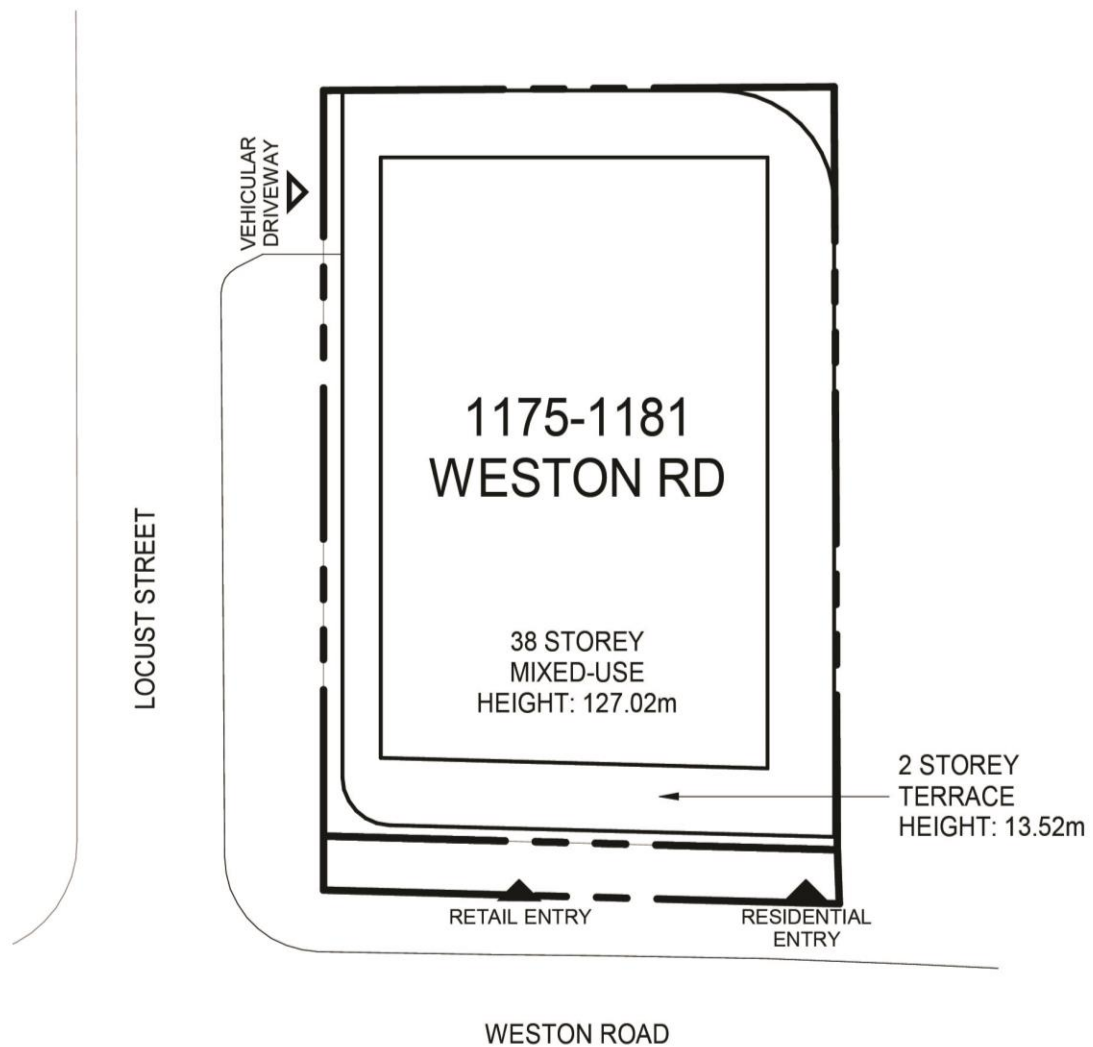 VEHICULAR
DRIVEWAY
1175-1181
WESTON RD
LOCUST STREET
38 STOREY
MIXED-USE
HEIGHT: 127.02m
2 STOREY
TERRACE
HEIGHT: 13.52m
RETAIL ENTRY
RESIDENTIAL
ENTRY
WESTON ROAD